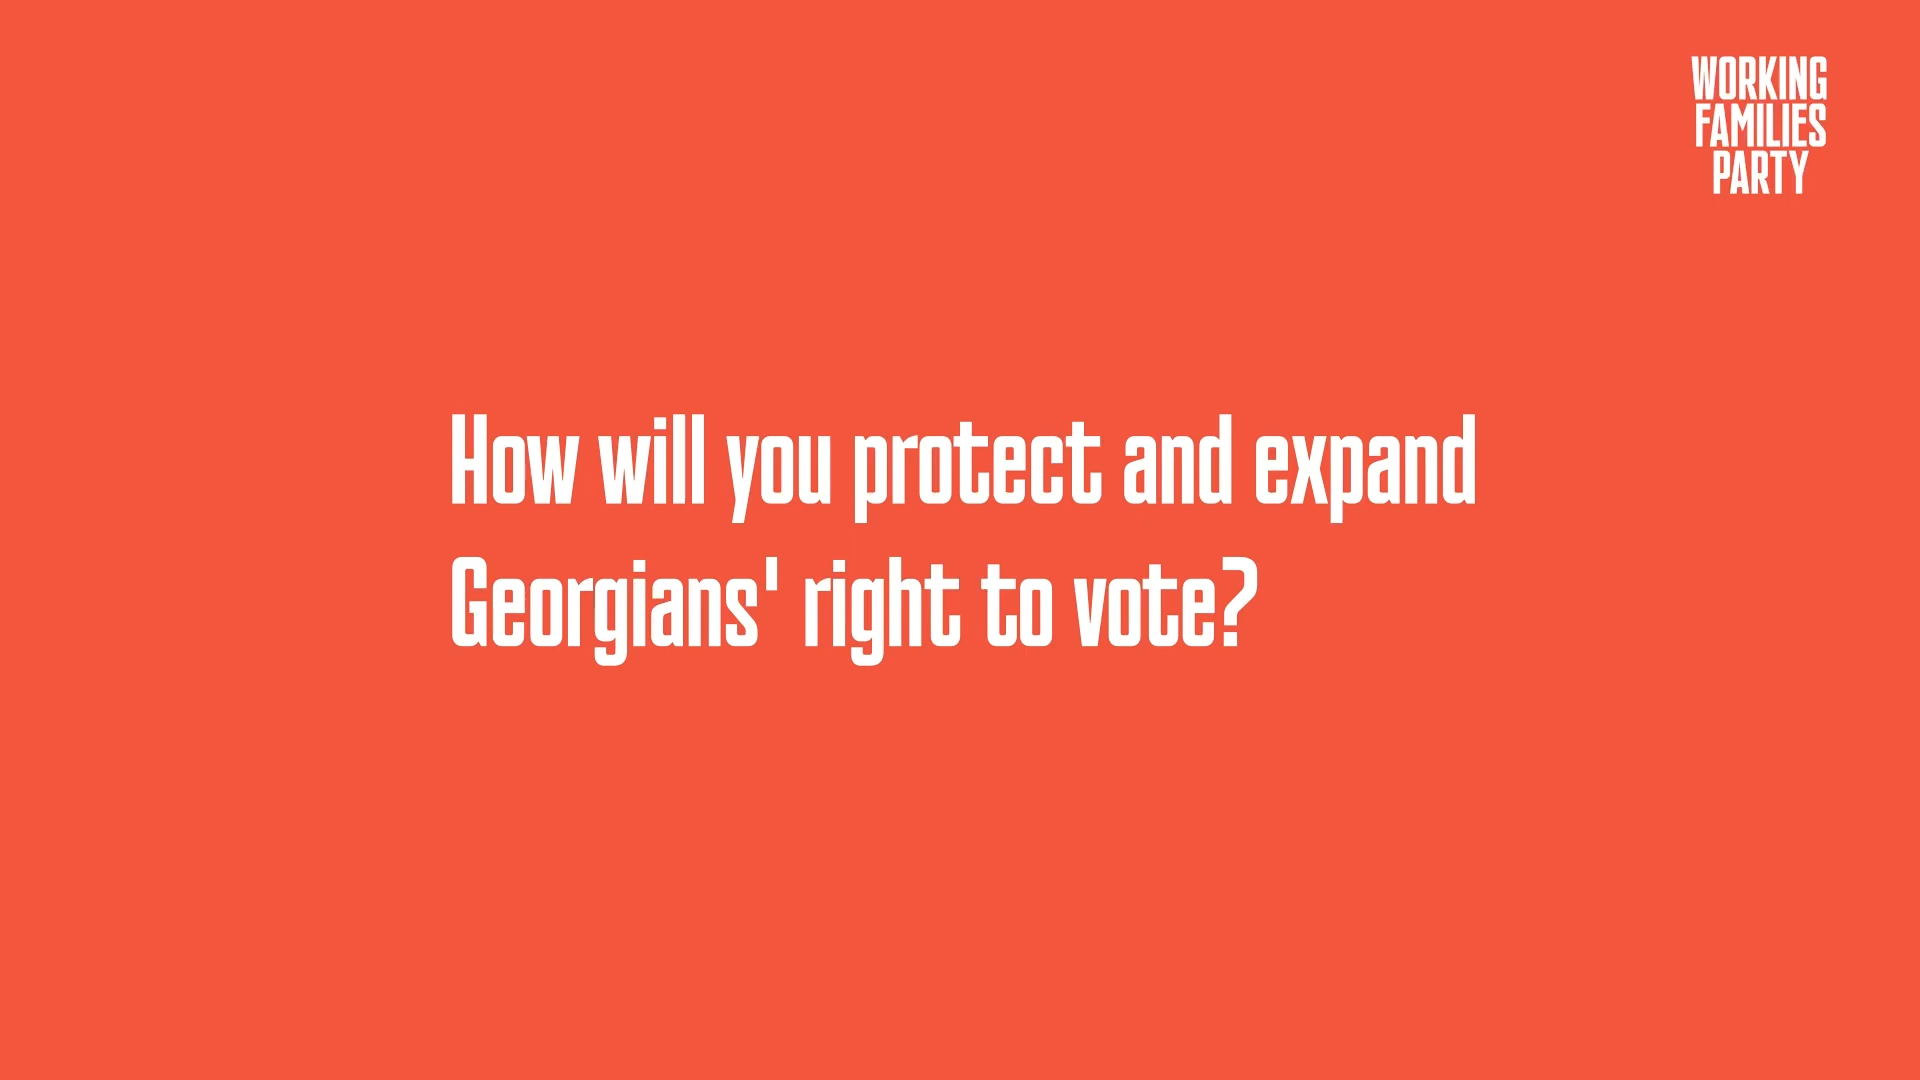 WORKING
FAMILIES
PARTY
How will you protect and expand
Georgians' right to vote?